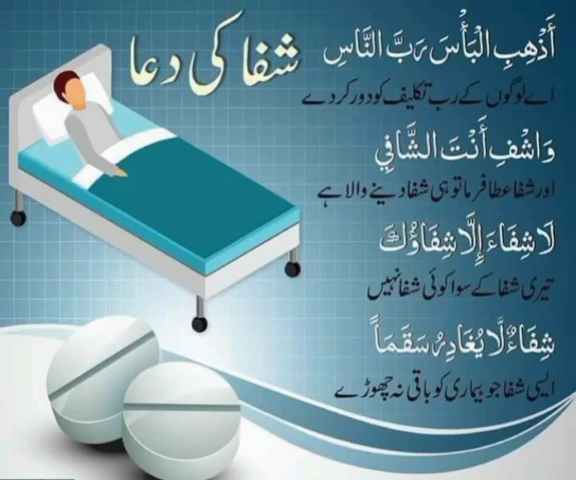 شفا کی دعا
أَذْهِبِ الْبَأْسَ رَبَّ النَّاسِ
اے لوگوں کے رب تکلیف کو دور کر دے
وَاشْفِ أَنْتَ الشَّافِي
اور شفا عطا فرما تو ہی شفا دینے والا ہے
لَا شِفَاءَ إِلَّا شِفَاؤُكَ
تیری شفا کے سوا کوئی شفا نہیں
شِفَاءً لَّا يُغَادِرُ سَقَمَاً
ایسی شفا جو بیماری کو باقی نہ چھوڑے